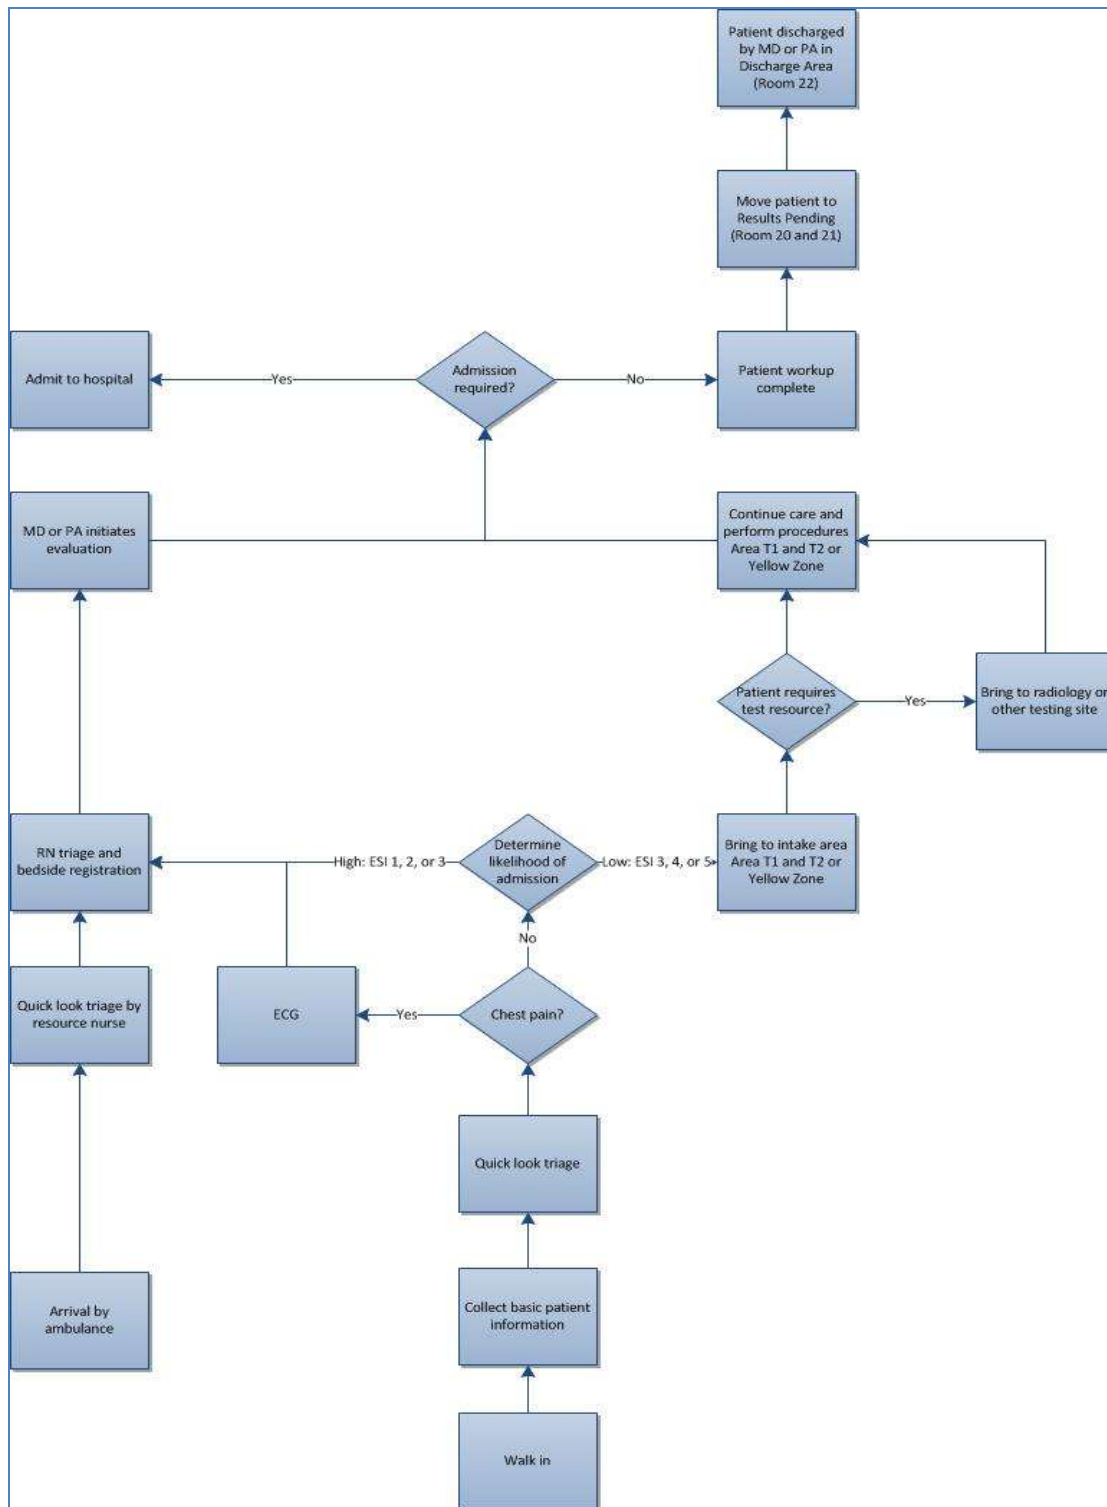 Patient discharged
by MD or PA in
Discharge Area
(Room 22)
Move patient to
Results Pending
(Room 20 and 21)
Admit to hospital
Yes
Admission
required?
No
Patient workup
complete
MD or PA initiates
evaluation
Continue care and
perform procedures
Area T1 and T2 or
Yellow Zone
Patient requires
test resource?
Yes
Bring to radiology or
other testing site
RN triage and
bedside registration
High: ESI 1, 2, or 3
Determine
likelihood of
admission
Low: ESI 3, 4, or 5
Bring to intake area
Area T1 and T2 or
Yellow Zone
No
Quick look triage by
resource nurse
ECG
Yes
Chest pain?
Quick look triage
Arrival by
ambulance
Collect basic patient
information
Walk in